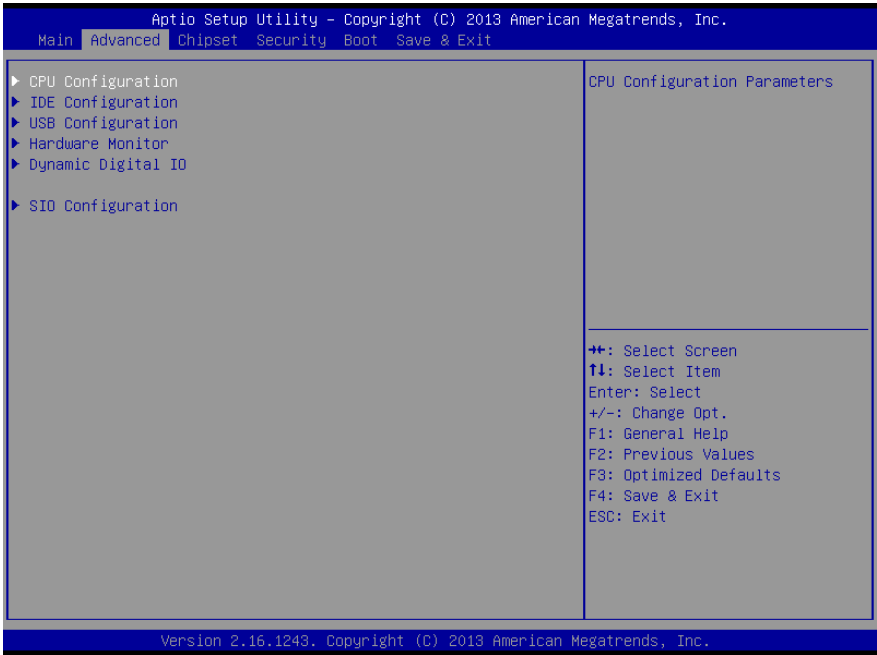 Aptio Setup Utility – Copyright (C) 2013 American Megatrends, Inc.
Main Advanced Chipset Security Boot Save & Exit
▶ CPU Configuration
▶ IDE Configuration
▶ USB Configuration
▶ Hardware Monitor
▶ Dynamic Digital IO
▶ SIO Configuration
CPU Configuration Parameters
→←: Select Screen
↑↓: Select Item
Enter: Select
+/-: Change Opt.
F1: General Help
F2: Previous Values
F3: Optimized Defaults
F4: Save & Exit
ESC: Exit
Version 2.16.1243. Copyright (C) 2013 American Megatrends, Inc.